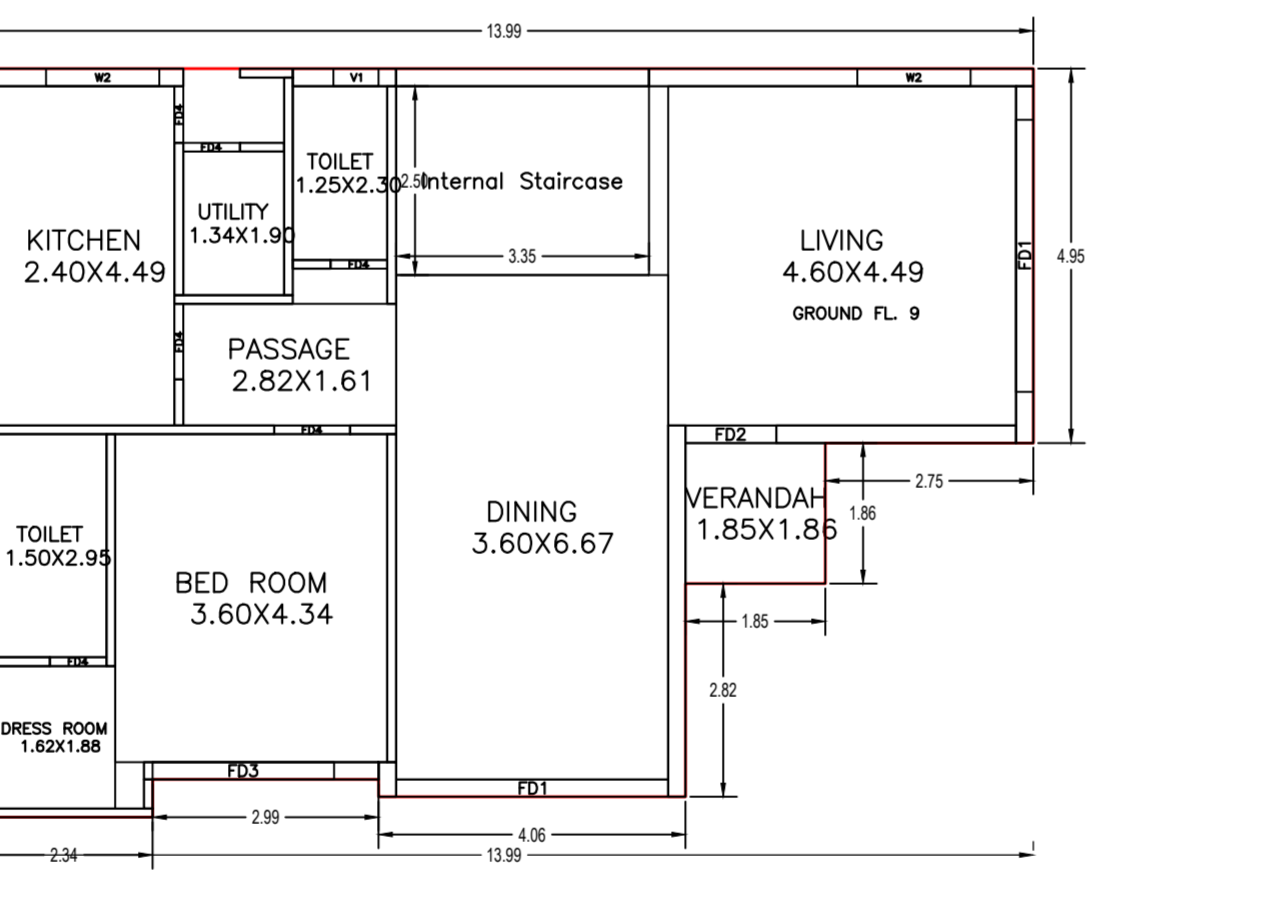 13.99
W2
V1
W2
FD4
FD4
TOILET
1.25X2.30
2.50
Internal Staircase
UTILITY
1.34X1.90
KITCHEN
2.40X4.49
3.35
FD4
LIVING
4.60X4.49
GROUND FL. 9
FD1
4.95
FD4
PASSAGE
2.82X1.61
FD4
FD2
2.75
VERANDAH
1.85X1.86
1.86
DINING
3.60X6.67
TOILET
1.50X2.95
BED ROOM
3.60X4.34
1.85
FD4
2.82
DRESS ROOM
1.62X1.88
FD3
FD1
2.99
4.06
2.34
13.99